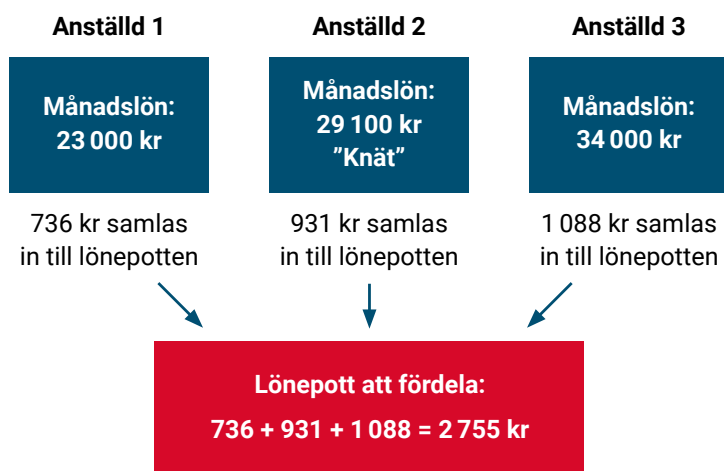 Anställd 1
Månadslön:
23 000 kr
736 kr samlas
in till lönepotten
Anställd 2
Månadslön:
29 100 kr
”Knät”
931 kr samlas
in till lönepotten
Anställd 3
Månadslön:
34 000 kr
1 088 kr samlas
in till lönepotten
Lönepott att fördela:
736 + 931 + 1 088 = 2 755 kr